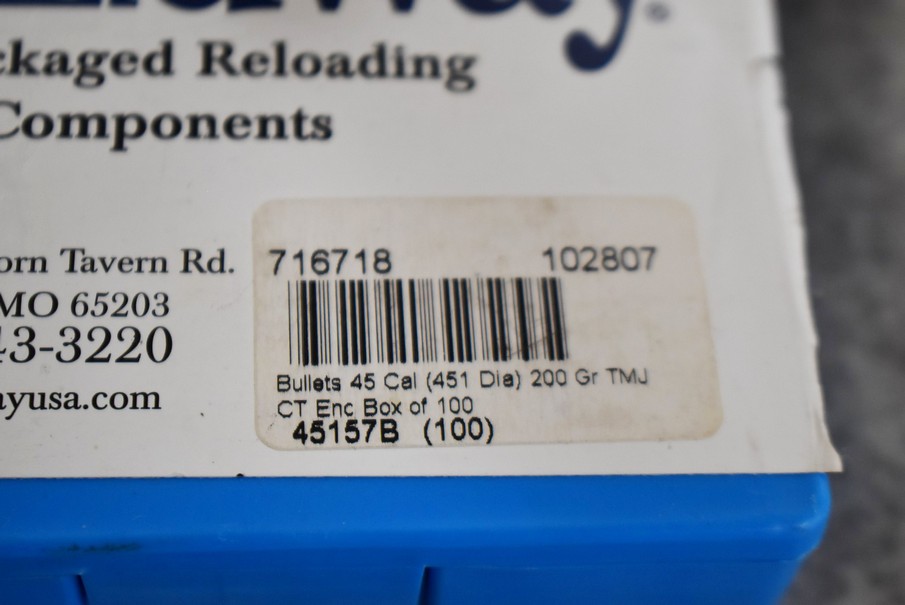 ckaged Reloading
Components
orn Tavern Rd.
MO 65203
43-3220
ayusa.com
716718 102807
Bullets 45 Cal (451 Dia) 200 Gr TMJ
CT Enc Box of 100
45157B (100)